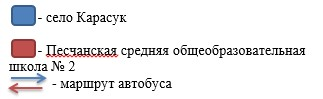 - село Карасук
- Песчанская средняя общеобразовательная
школа № 2
- маршрут автобуса